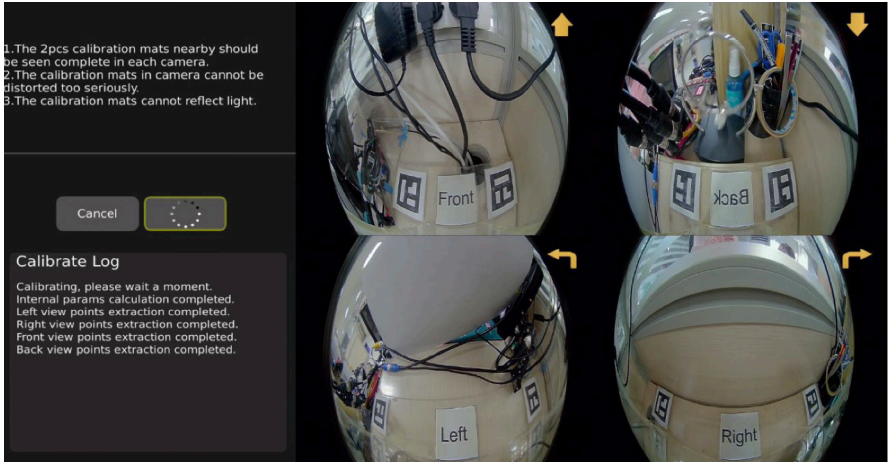 1.The 2pcs calibration mats nearby should
be seen complete in each camera.
2.The calibration mats in camera cannot be
distorted too seriously.
3.The calibration mats cannot reflect light.
Cancel
Calibrate Log
Calibrating, please wait a moment.
Internal params calculation completed.
Left view points extraction completed.
Right view points extraction completed.
Front view points extraction completed.
Back view points extraction completed.
Front
Back
Left
Right